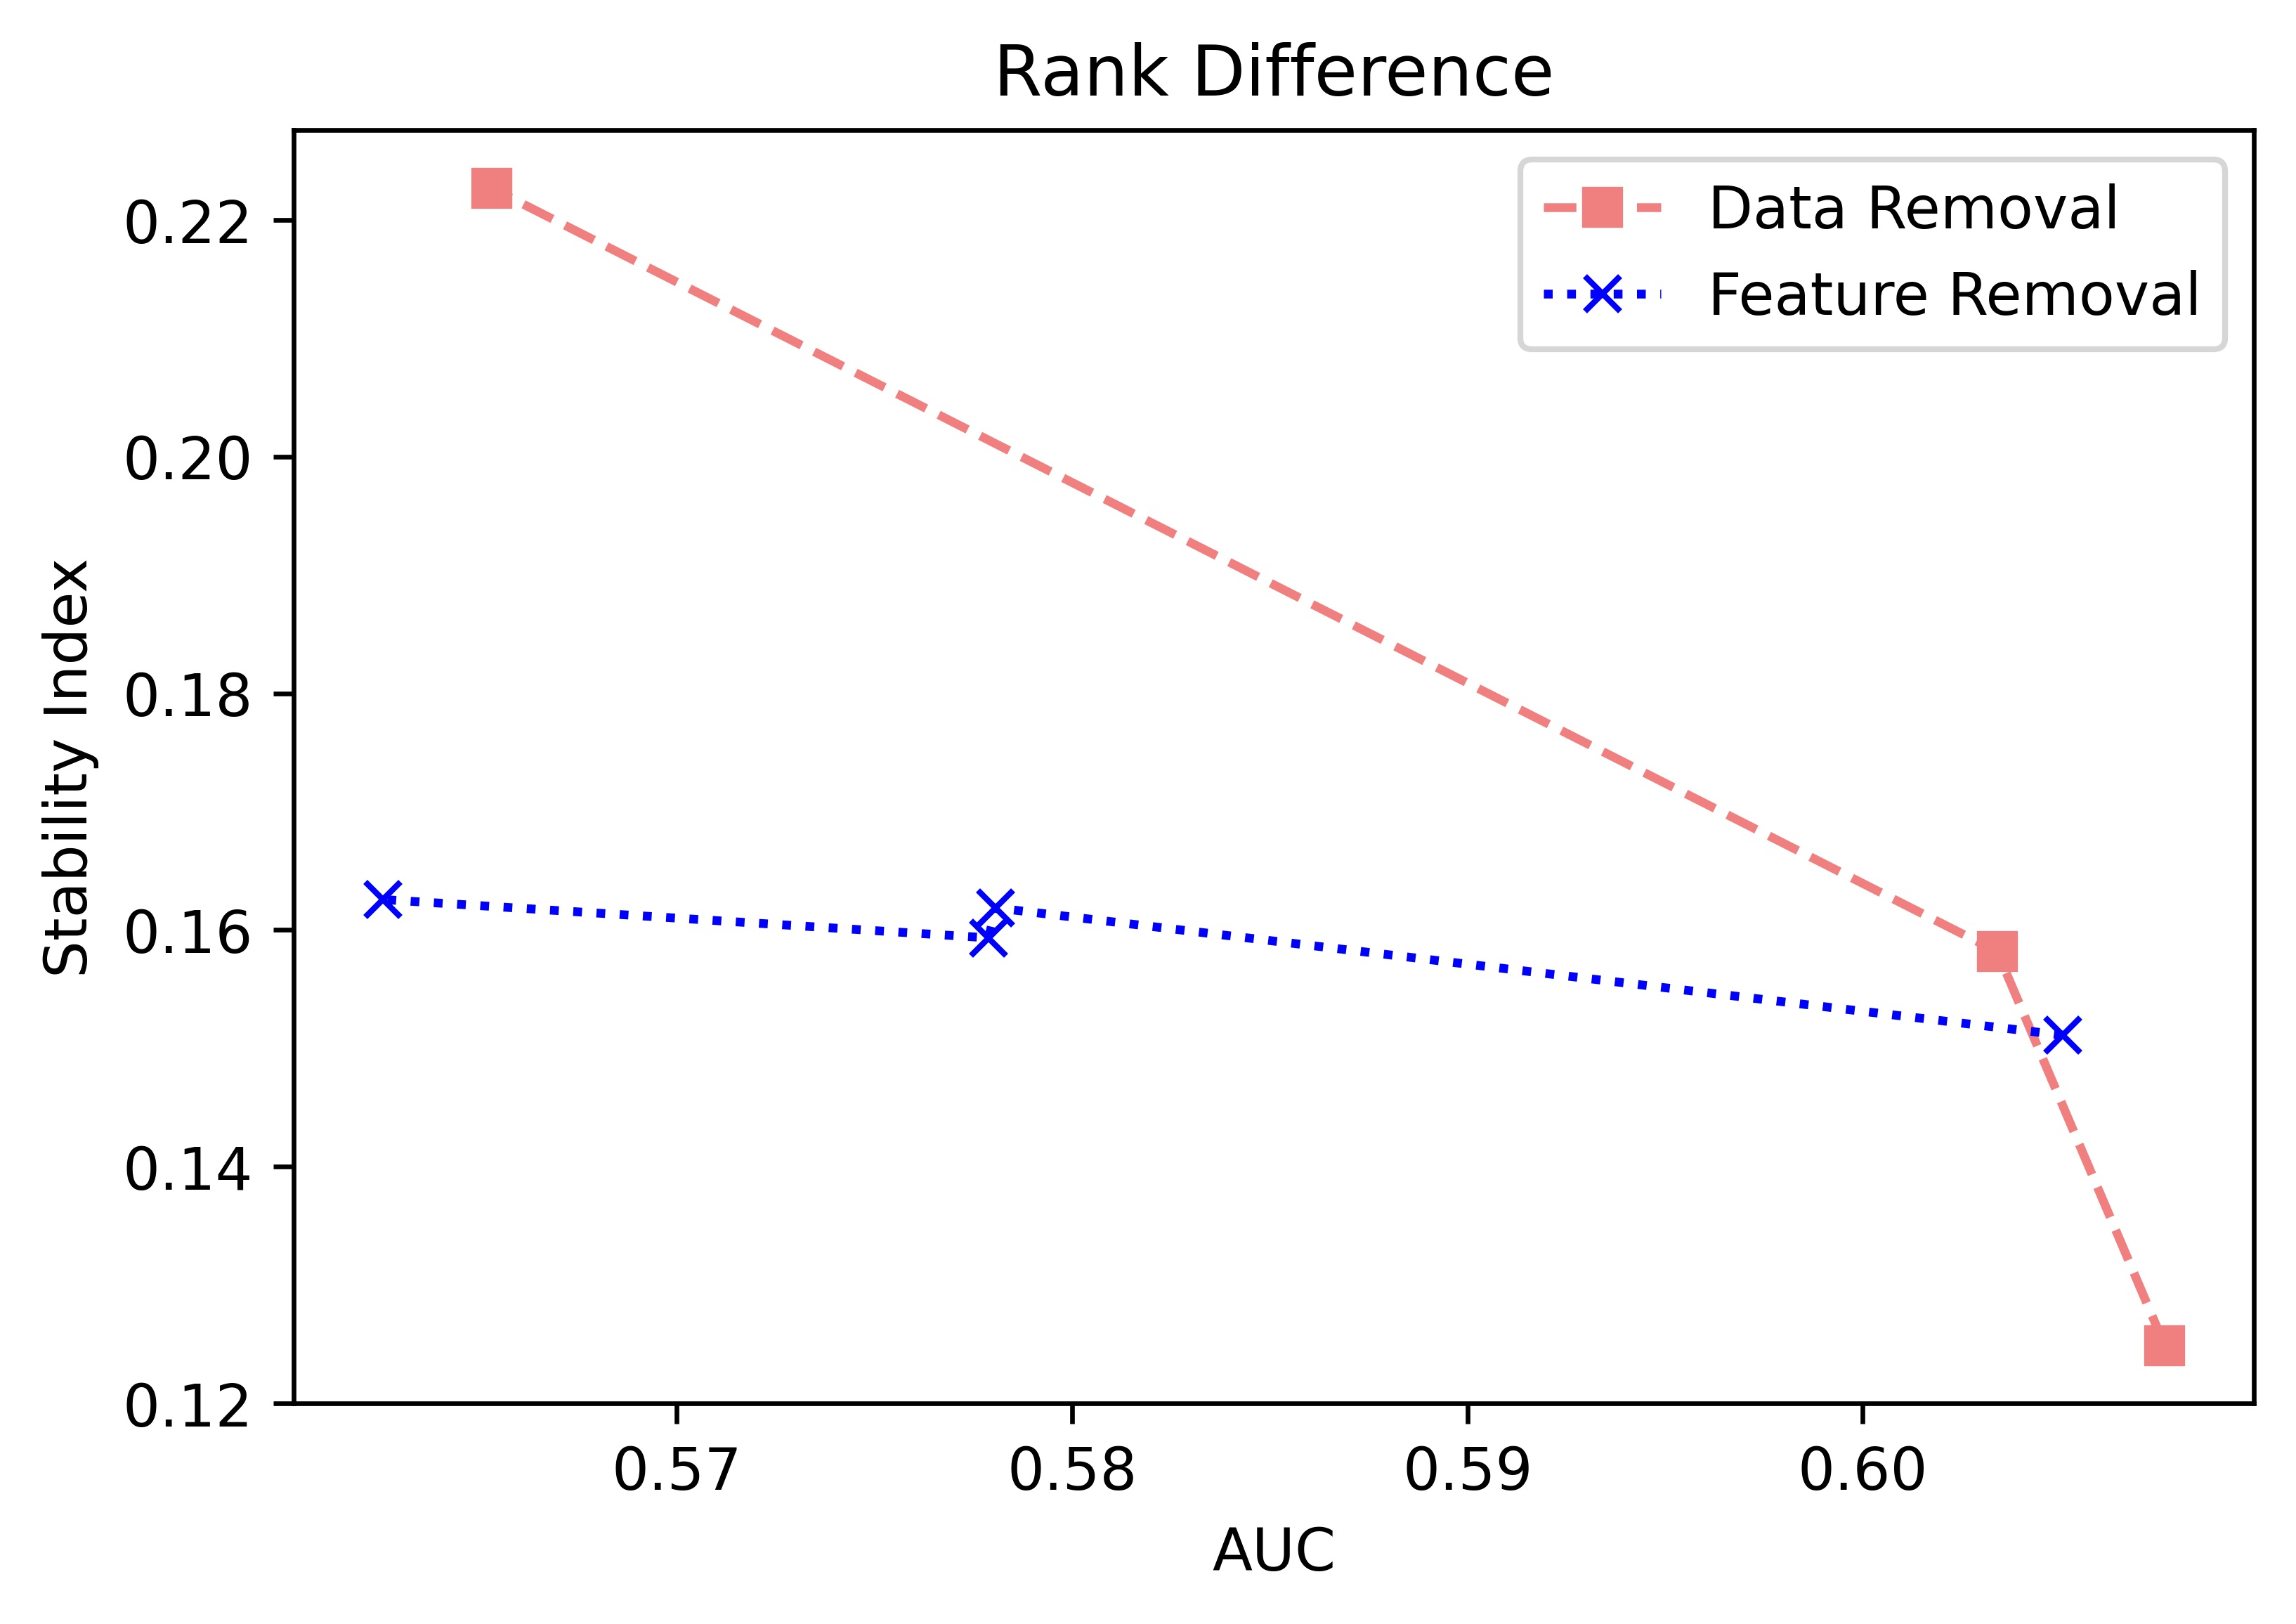 Rank Difference
Data Removal
Feature Removal
Stability Index
0.22
0.20
0.18
0.16
0.14
0.12
0.57 0.58 0.59 0.60
AUC